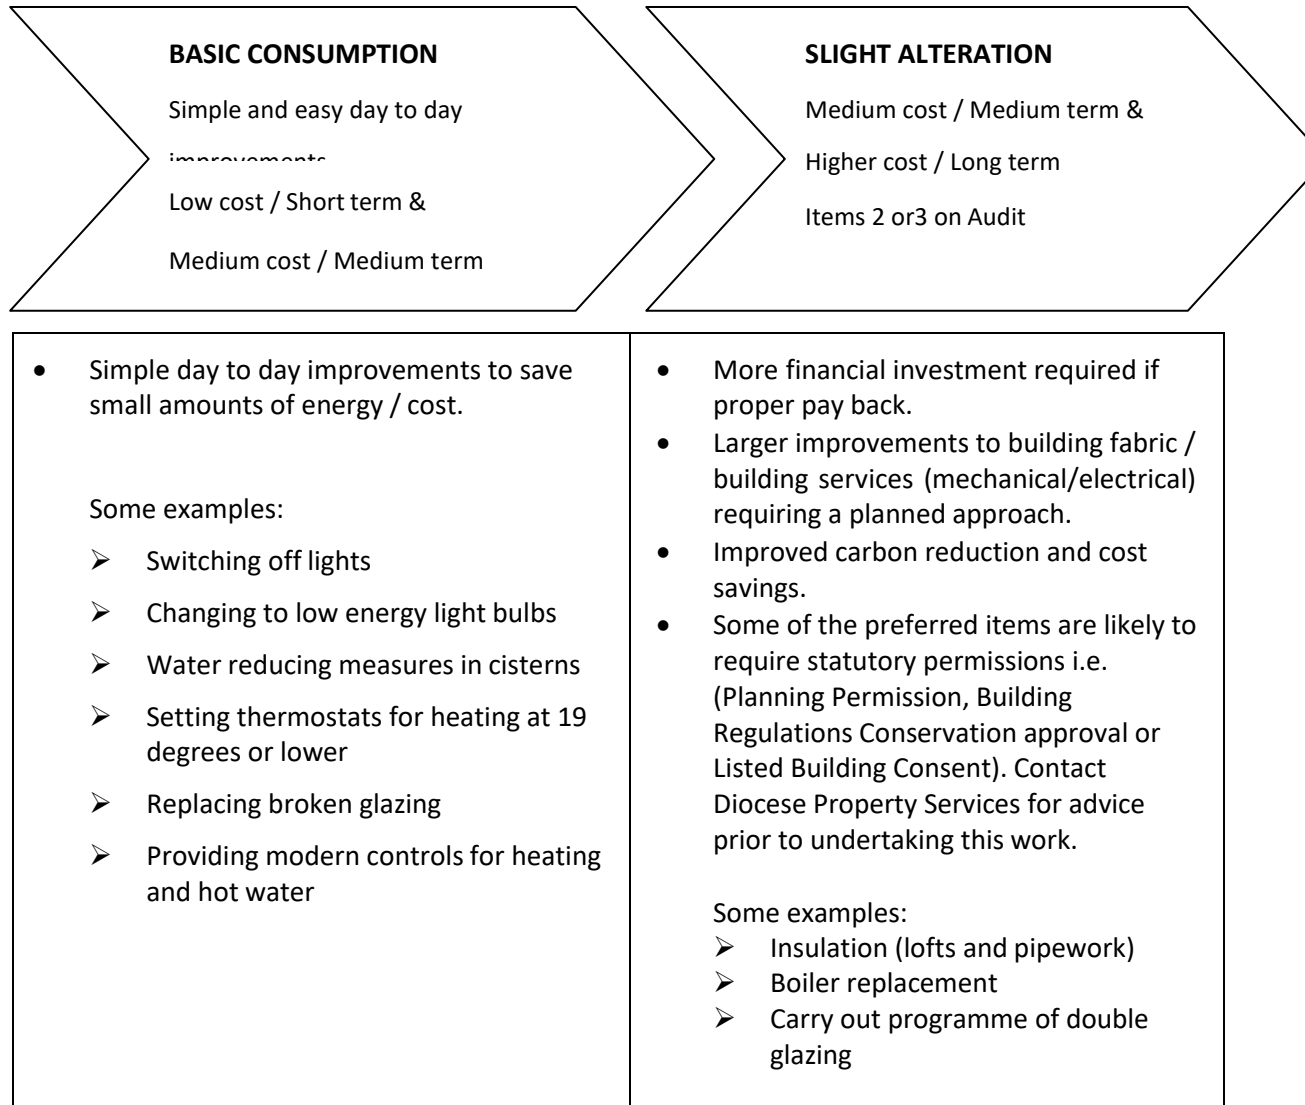 BASIC CONSUMPTION
Simple and easy day to day
improvements
Low cost / Short term &
Medium cost / Medium term
SLIGHT ALTERATION
Medium cost / Medium term &
Higher cost / Long term
Items 2 or3 on Audit
• Simple day to day improvements to save
small amounts of energy / cost.
Some examples:
➢ Switching off lights
➢ Changing to low energy light bulbs
➢ Water reducing measures in cisterns
➢ Setting thermostats for heating at 19
degrees or lower
➢ Replacing broken glazing
➢ Providing modern controls for heating
and hot water
• More financial investment required if
proper pay back.
• Larger improvements to building fabric /
building services (mechanical/electrical)
requiring a planned approach.
• Improved carbon reduction and cost
savings.
• Some of the preferred items are likely to
require statutory permissions i.e.
(Planning Permission, Building
Regulations Conservation approval or
Listed Building Consent). Contact
Diocese Property Services for advice
prior to undertaking this work.
Some examples:
➢ Insulation (lofts and pipework)
➢ Boiler replacement
➢ Carry out programme of double
glazing